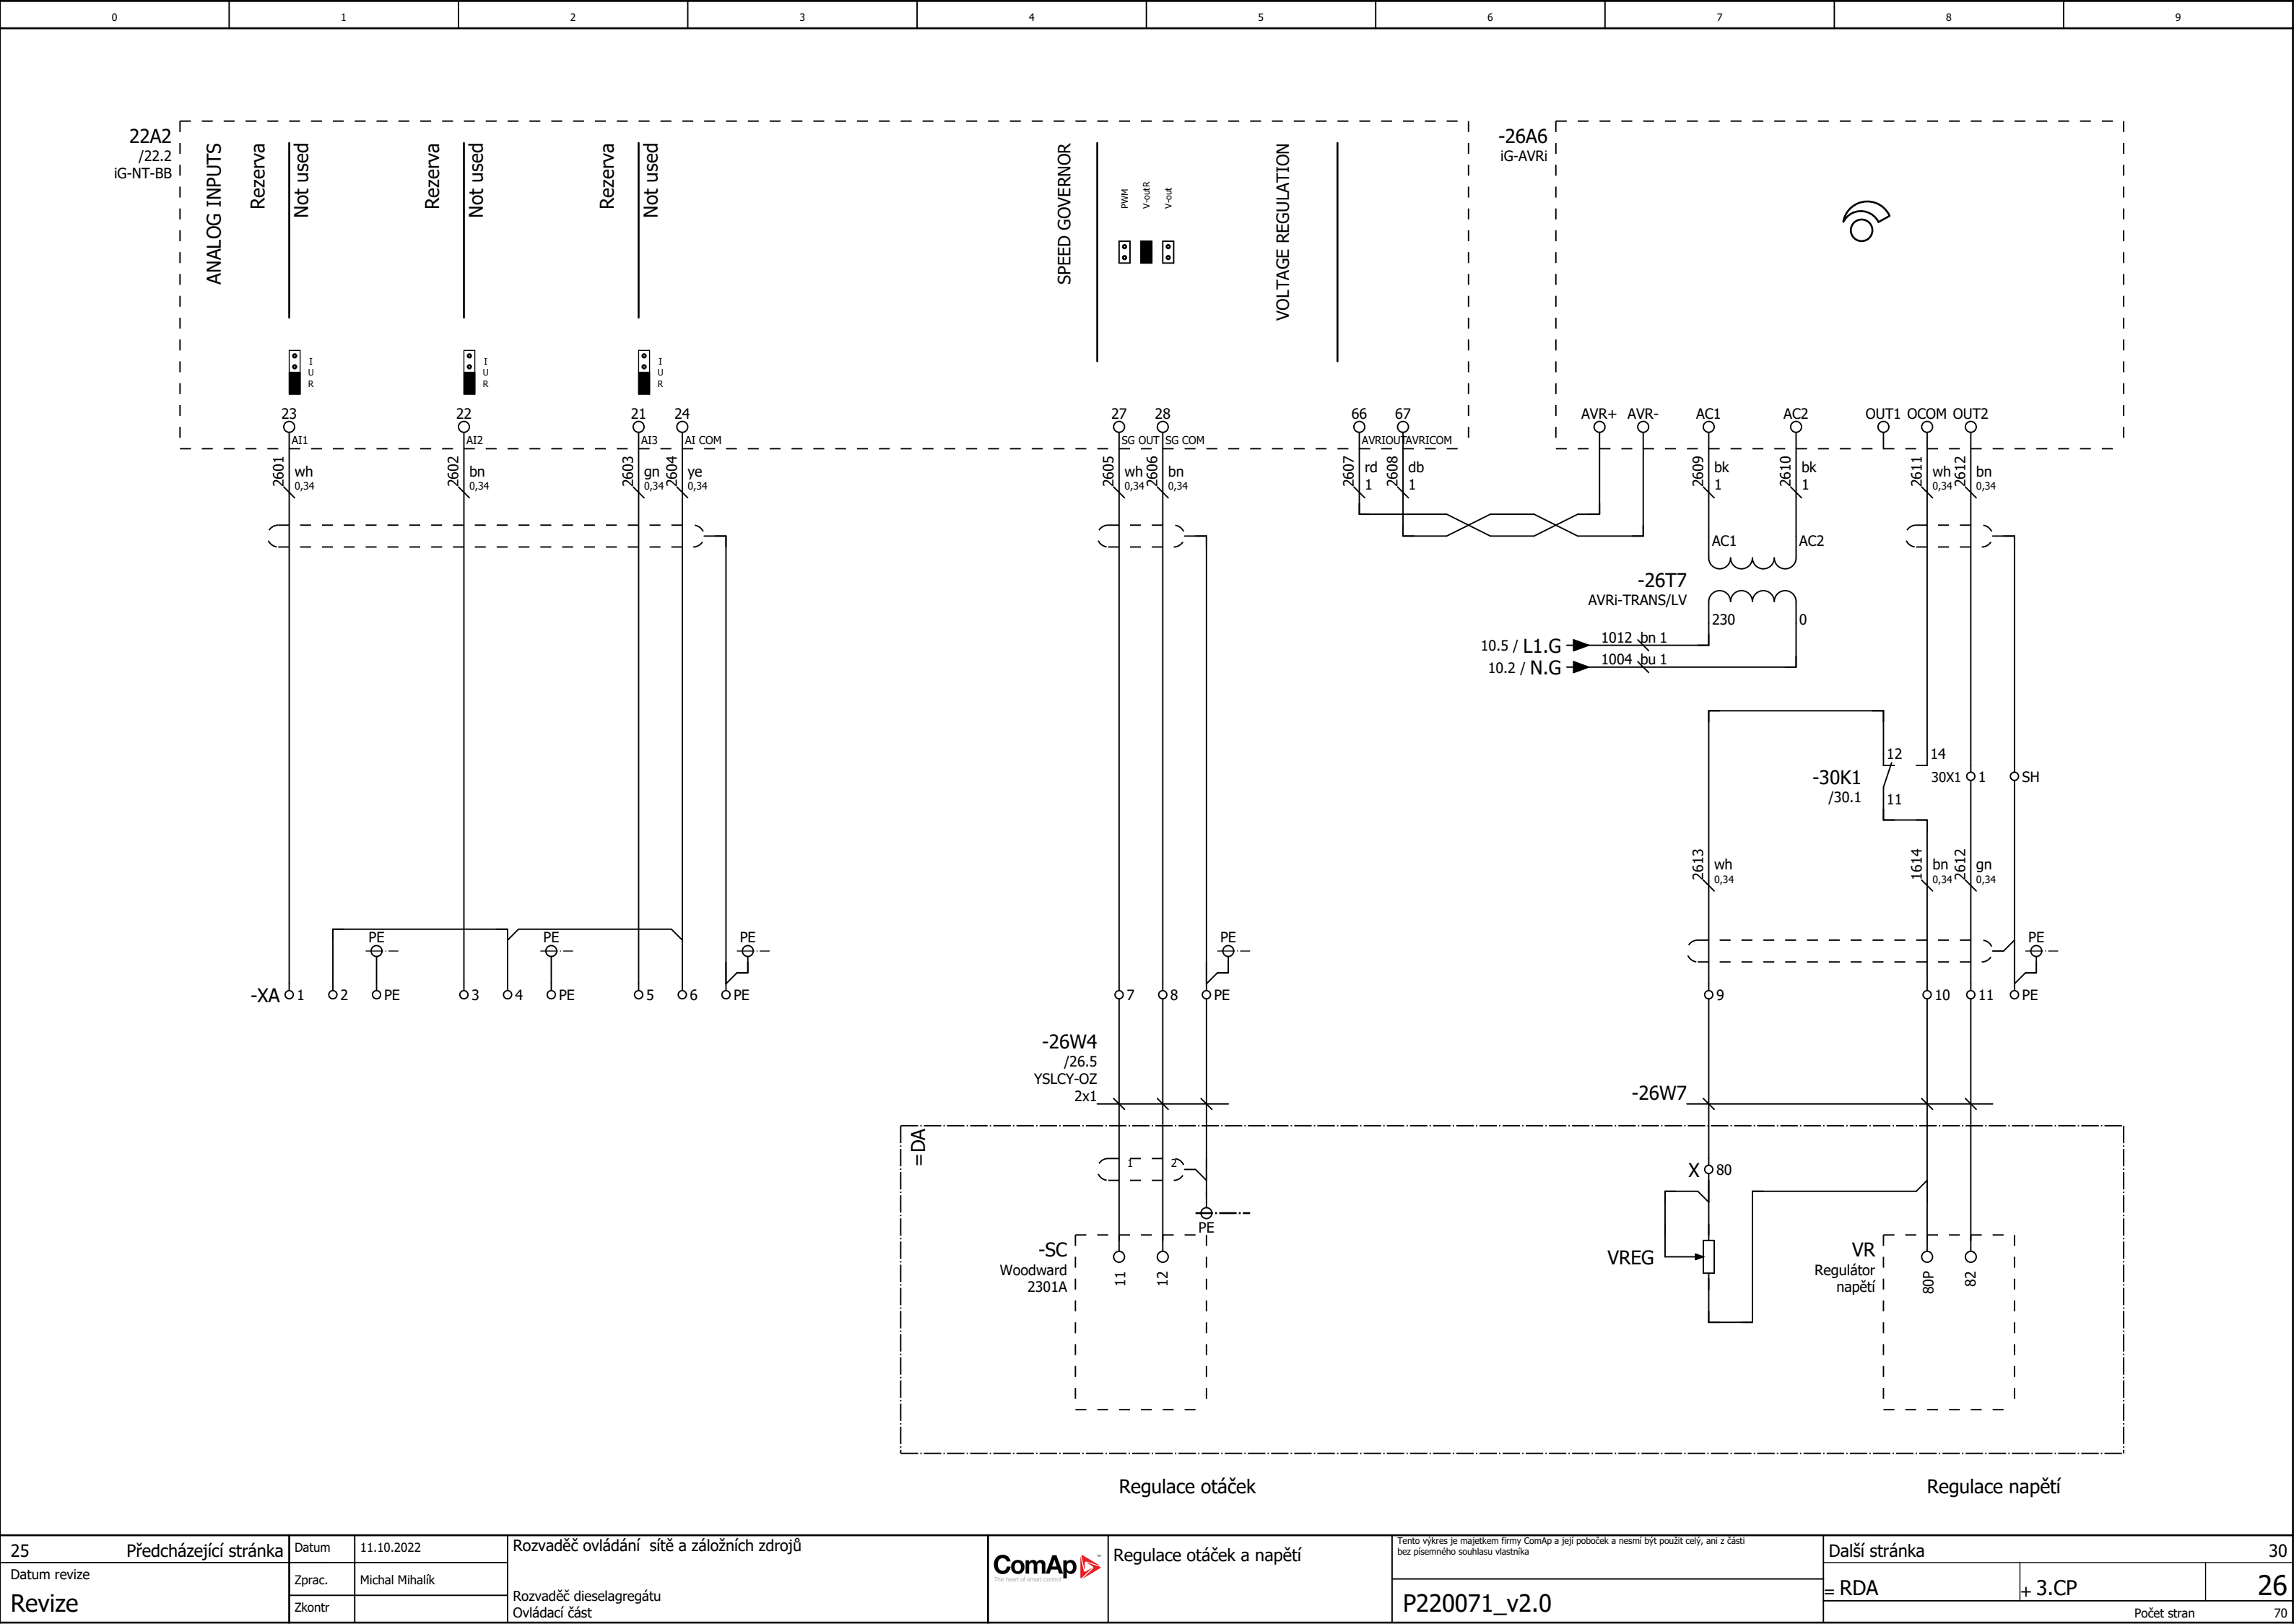 0 1 2 3 4 5 6 7 8 9
22A2
/22.2
iG-NT-BB
ANALOG INPUTS
Rezerva
Not used
Rezerva
Not used
Rezerva
Not used
I
U
R
I
U
R
I
U
R
SPEED GOVERNOR
PWM
V-outR
V-out
VOLTAGE REGULATION
-26A6
iG-AVRi
23 22 21 24 27 28 66 67 AVR+ AVR- AC1 AC2 OUT1 OCOM OUT2
AI1 AI2 AI3 AI COM SG OUT SG COM AVRIOUT AVRICOM
2601 wh 0,34
2602 bn 0,34
2603 gn 0,34
2604 ye 0,34
2605 wh 0,34
2606 bn 0,34
2607 rd 1
2608 db 1
2609 bk 1
2610 bk 1
2611 wh 0,34
2612 bn 0,34
AC1 AC2
-26T7
AVRi-TRANS/LV
230 0
10.5 / L1.G 1012 bn 1
10.2 / N.G 1004 bu 1
12 14
-30K1
/30.1
11
30X1 1 SH
2613 wh 0,34
1614 bn 0,34
2612 gn 0,34
PE PE PE PE PE
-XA 1 2 PE 3 4 PE 5 6 PE 7 8 PE 9 10 11 PE
-26W4
/26.5
YSLCY-OZ
2x1
-26W7
=DA
1 2
PE
X 80
-SC
Woodward
2301A
11 12
VREG
VR
Regulátor
napětí
80P 82
Regulace otáček
Regulace napětí
25 Předcházející stránka
Datum revize
Revize
Datum 11.10.2022
Zprac. Michal Mihalík
Zkontr
Rozvaděč ovládání sítě a záložních zdrojů
Rozvaděč dieselagregátu
Ovládací část
ComAp
The heart of smart control
Regulace otáček a napětí
Tento výkres je majetkem firmy ComAp a její poboček a nesmí být použit celý, ani z části
bez písemného souhlasu vlastníka
P220071_v2.0
Další stránka 30
= RDA + 3.CP 26
Počet stran 70